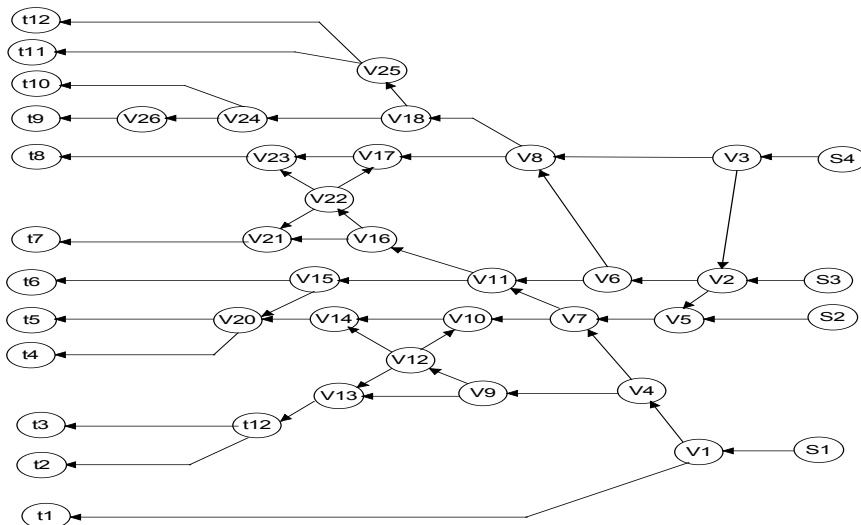 t12
t11
V25
t10
t9 V26 V24 V18
t8 V23 V17 V8 V3 S4
V22
t7 V21 V16
t6 V15 V11 V6 V2 S3
t5 V20 V14 V10 V7 V5 S2
t4
V12
V13 V9 V4
t3 t12
V1 S1
t2
t1